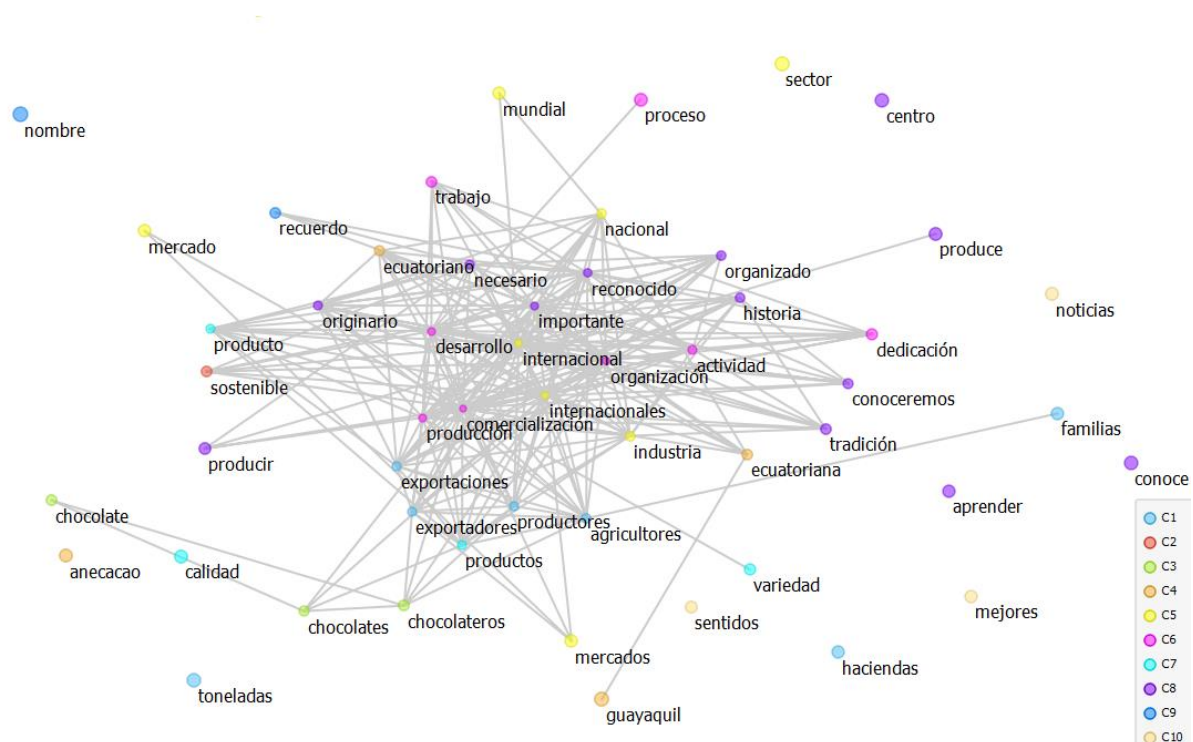 sector
centro
mundial
proceso
nombre
trabajo
recuerdo
nacional
mercado
produce
ecuatoriano
organizado
necesario
reconocido
noticias
historia
originario
importante
producto
desarrollo
dedicación
internacional
actividad
organización
sostenible
conoceremos
internacionales
comercialización
producción
familias
tradición
industria
producir
ecuatoriana
conoce
exportaciones
aprender
chocolate
exportadores
productores
agricultores
productos
anecacao
calidad
variedad
mejores
chocolates
chocolateros
sentidos
mercados
haciendas
toneladas
guayaquil
C1
C2
C3
C4
C5
C6
C7
C8
C9
C10